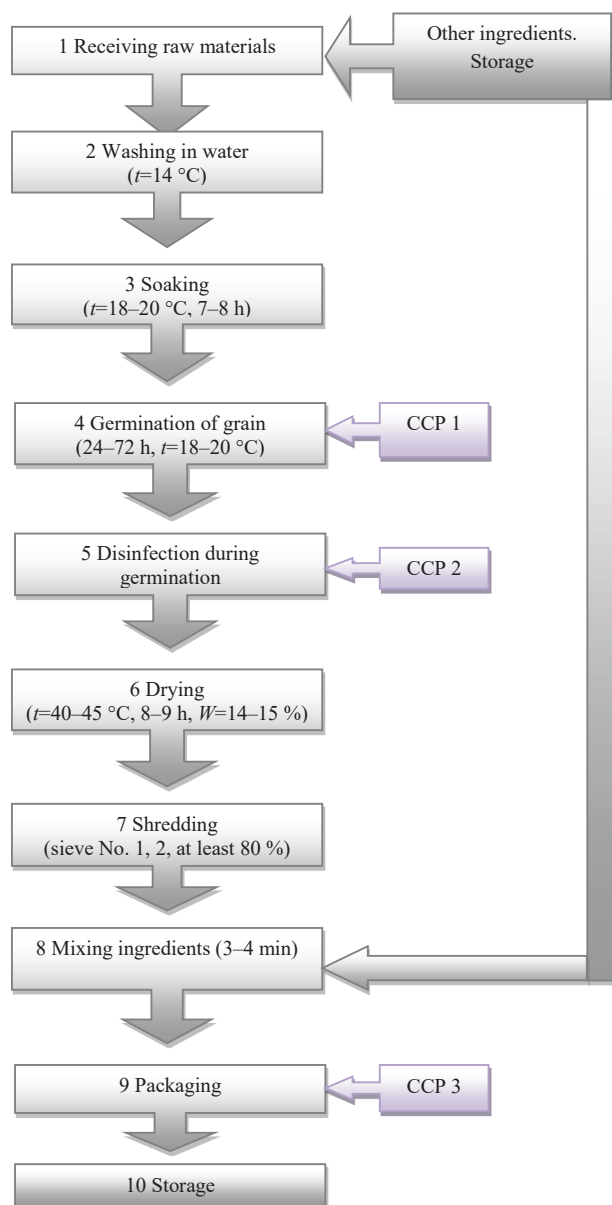 1 Receiving raw materials
Other ingredients.
Storage
2 Washing in water
(t=14 °C)
3 Soaking
(t=18–20 °C, 7–8 h)
4 Germination of grain
(24–72 h, t=18–20 °C)
CCP 1
5 Disinfection during
germination
CCP 2
6 Drying
(t=40–45 °C, 8–9 h, W=14–15 %)
7 Shredding
(sieve No. 1, 2, at least 80 %)
8 Mixing ingredients (3–4 min)
9 Packaging
CCP 3
10 Storage